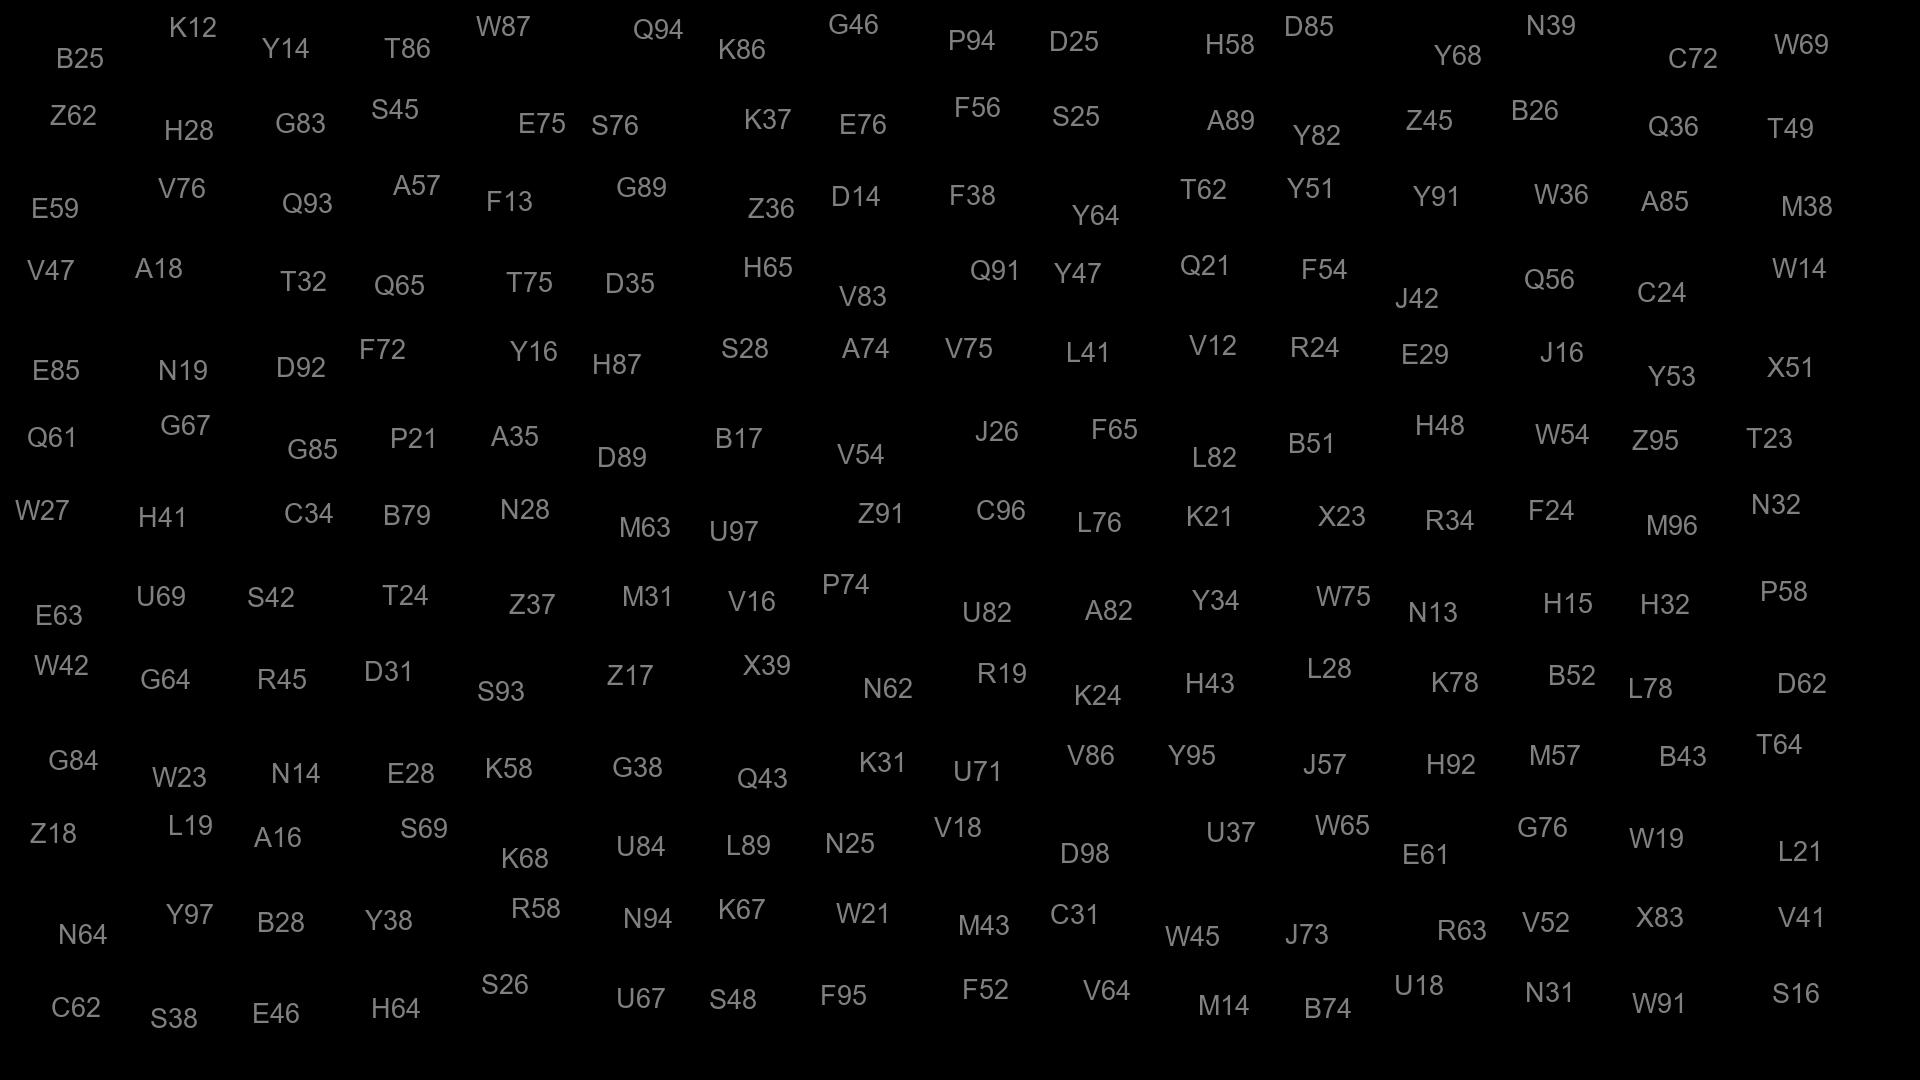 B25 K12 Y14 T86 W87 Q94 K86 G46 P94 D25 H58 D85 Y68 N39 C72 W69
Z62 H28 G83 S45 E75 S76 K37 E76 F56 S25 A89 Y82 Z45 B26 Q36 T49
E59 V76 Q93 A57 F13 G89 Z36 D14 F38 Y64 T62 Y51 Y91 W36 A85 M38
V47 A18 T32 Q65 T75 D35 H65 V83 Q91 Y47 Q21 F54 J42 Q56 C24 W14
E85 N19 D92 F72 Y16 H87 S28 A74 V75 L41 V12 R24 E29 J16 Y53 X51
Q61 G67 G85 P21 A35 D89 B17 V54 J26 F65 L82 B51 H48 W54 Z95 T23
W27 H41 C34 B79 N28 M63 U97 Z91 C96 L76 K21 X23 R34 F24 M96 N32
E63 U69 S42 T24 Z37 M31 V16 P74 U82 A82 Y34 W75 N13 H15 H32 P58
W42 G64 R45 D31 S93 Z17 X39 N62 R19 K24 H43 L28 K78 B52 L78 D62
G84 W23 N14 E28 K58 G38 Q43 K31 U71 V86 Y95 J57 H92 M57 B43 T64
Z18 L19 A16 S69 K68 U84 L89 N25 V18 D98 U37 W65 E61 G76 W19 L21
N64 Y97 B28 Y38 R58 N94 K67 W21 M43 C31 W45 J73 R63 V52 X83 V41
C62 S38 E46 H64 S26 U67 S48 F95 F52 V64 M14 B74 U18 N31 W91 S16